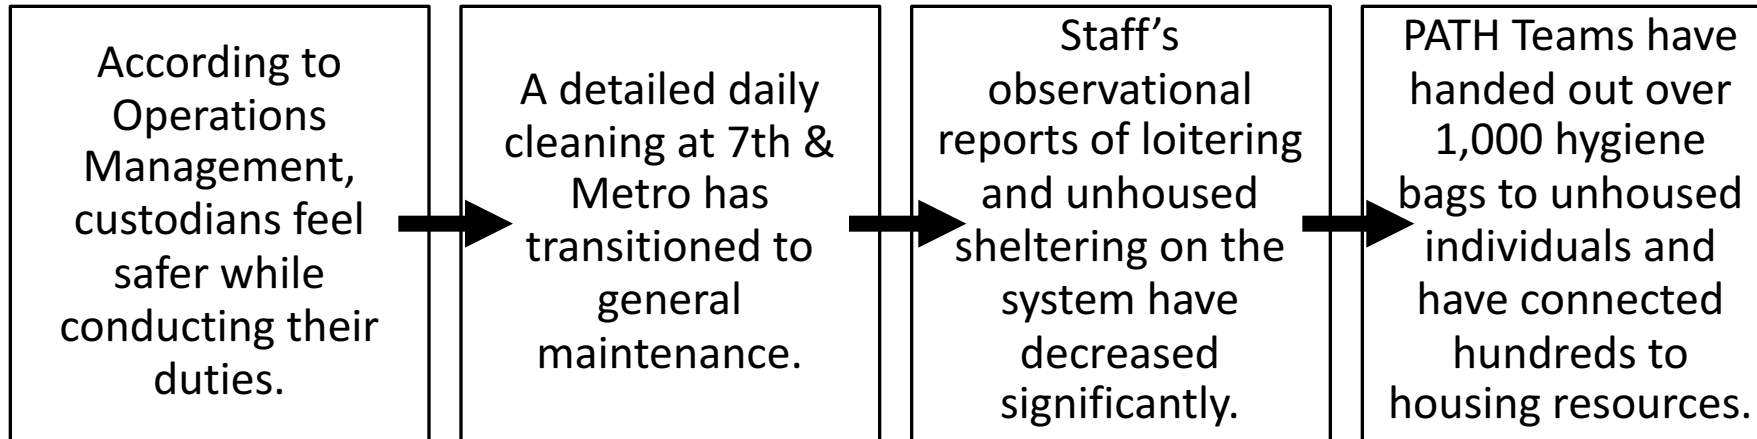 According to
Operations
Management,
custodians feel
safer while
conducting their
duties.
A detailed daily
cleaning at 7th &
Metro has
transitioned to
general
maintenance.
Staff’s
observational
reports of loitering
and unhoused
sheltering on the
system have
decreased
significantly.
PATH Teams have
handed out over
1,000 hygiene
bags to unhoused
individuals and
have connected
hundreds to
housing resources.